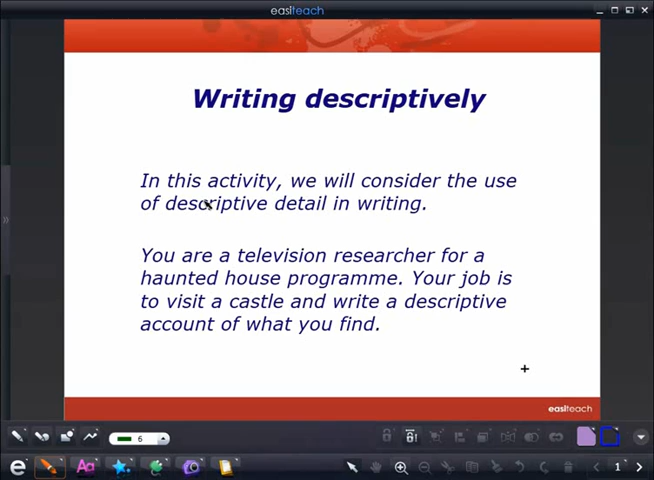 easiteach
Writing descriptively
In this activity, we will consider the use
of descriptive detail in writing.
You are a television researcher for a
haunted house programme. Your job is
to visit a castle and write a descriptive
account of what you find.
easiteach
6
1